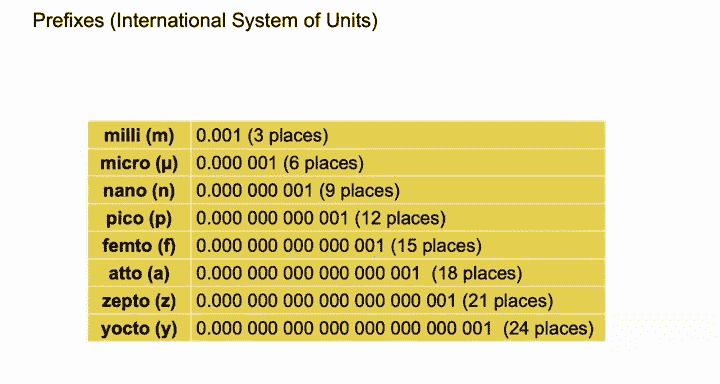 Prefixes (International System of Units)
milli (m) 0.001 (3 places)
micro (μ) 0.000 001 (6 places)
nano (n) 0.000 000 001 (9 places)
pico (p) 0.000 000 000 001 (12 places)
femto (f) 0.000 000 000 000 001 (15 places)
atto (a) 0.000 000 000 000 000 001 (18 places)
zepto (z) 0.000 000 000 000 000 000 001 (21 places)
yocto (y) 0.000 000 000 000 000 000 000 001 (24 places)